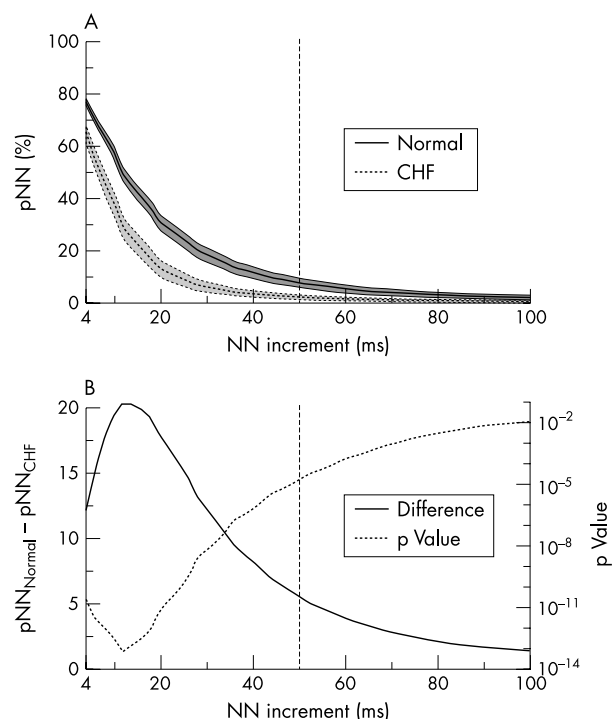 A
100
80
60
40
20
0
pNN (%)
Normal
CHF
4 20 40 60 80 100
NN increment (ms)
B
20
15
10
5
0
pNN_Normal – pNN_CHF
Difference
p Value
10⁻²
10⁻⁵
10⁻⁸
10⁻¹¹
10⁻¹⁴
p Value
4 20 40 60 80 100
NN increment (ms)